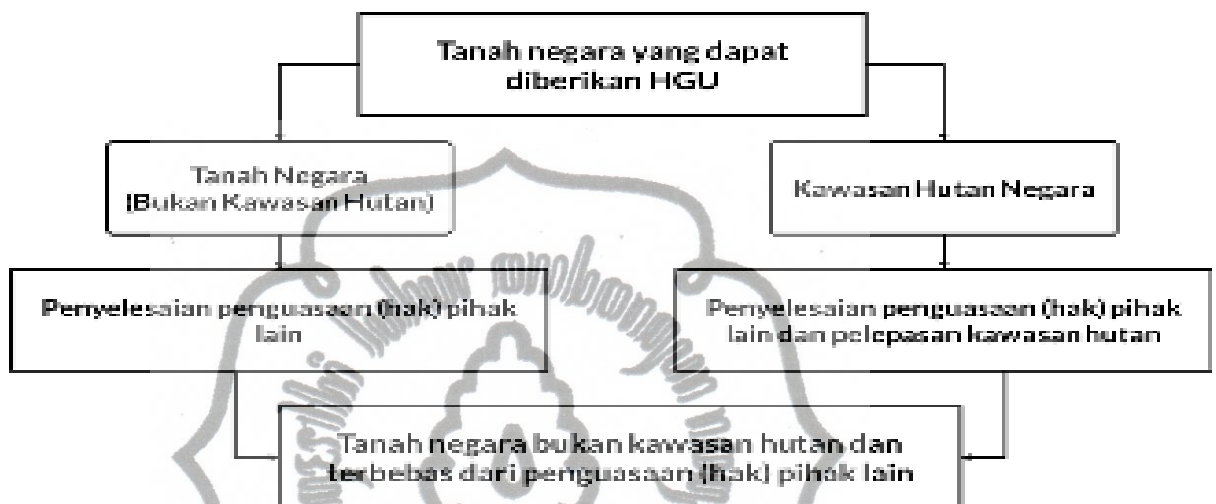 Tanah negara yang dapat
diberikan HGU
Tanah Negara
(Bukan Kawasan Hutan)
Kawasan Hutan Negara
Penyelesaian penguasaan (hak) pihak
lain
Penyelesaian penguasaan (hak) pihak
lain dan pelepasan kawasan hutan
Tanah negara bukan kawasan hutan dan
terbebas dari penguasaan (hak) pihak lain